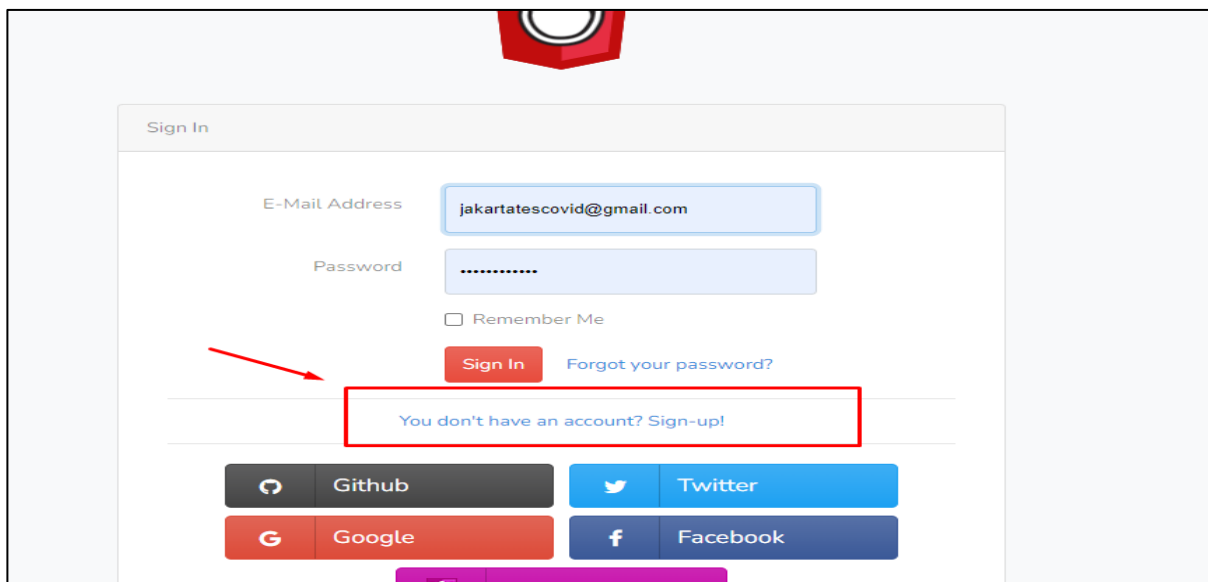 Sign In
E-Mail Address
jakartatescovid@gmail.com
Password
••••••••••••
Remember Me
Sign In Forgot your password?
You don't have an account? Sign-up!
Github Twitter
Google Facebook